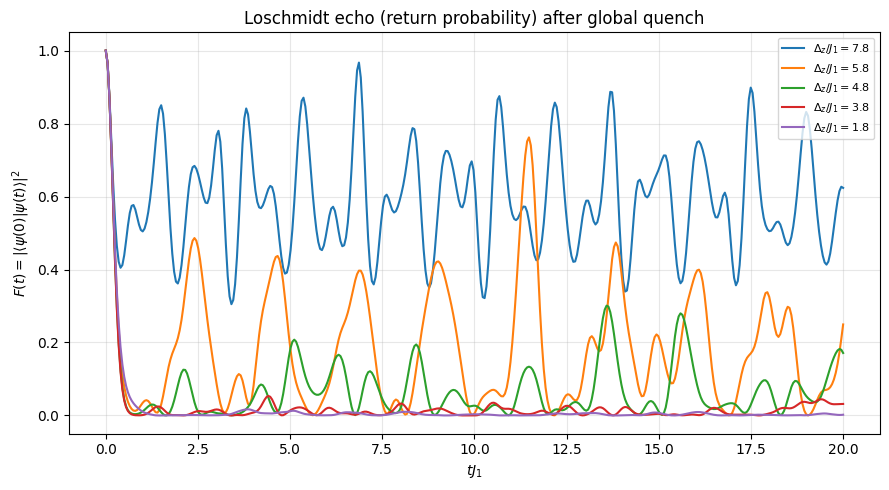 Loschmidt echo (return probability) after global quench
F(t) = |⟨ψ(0)|ψ(t)⟩|²
1.0
0.8
0.6
0.4
0.2
0.0
Δz/J₁ = 7.8
Δz/J₁ = 5.8
Δz/J₁ = 4.8
Δz/J₁ = 3.8
Δz/J₁ = 1.8
0.0 2.5 5.0 7.5 10.0 12.5 15.0 17.5 20.0
tJ₁